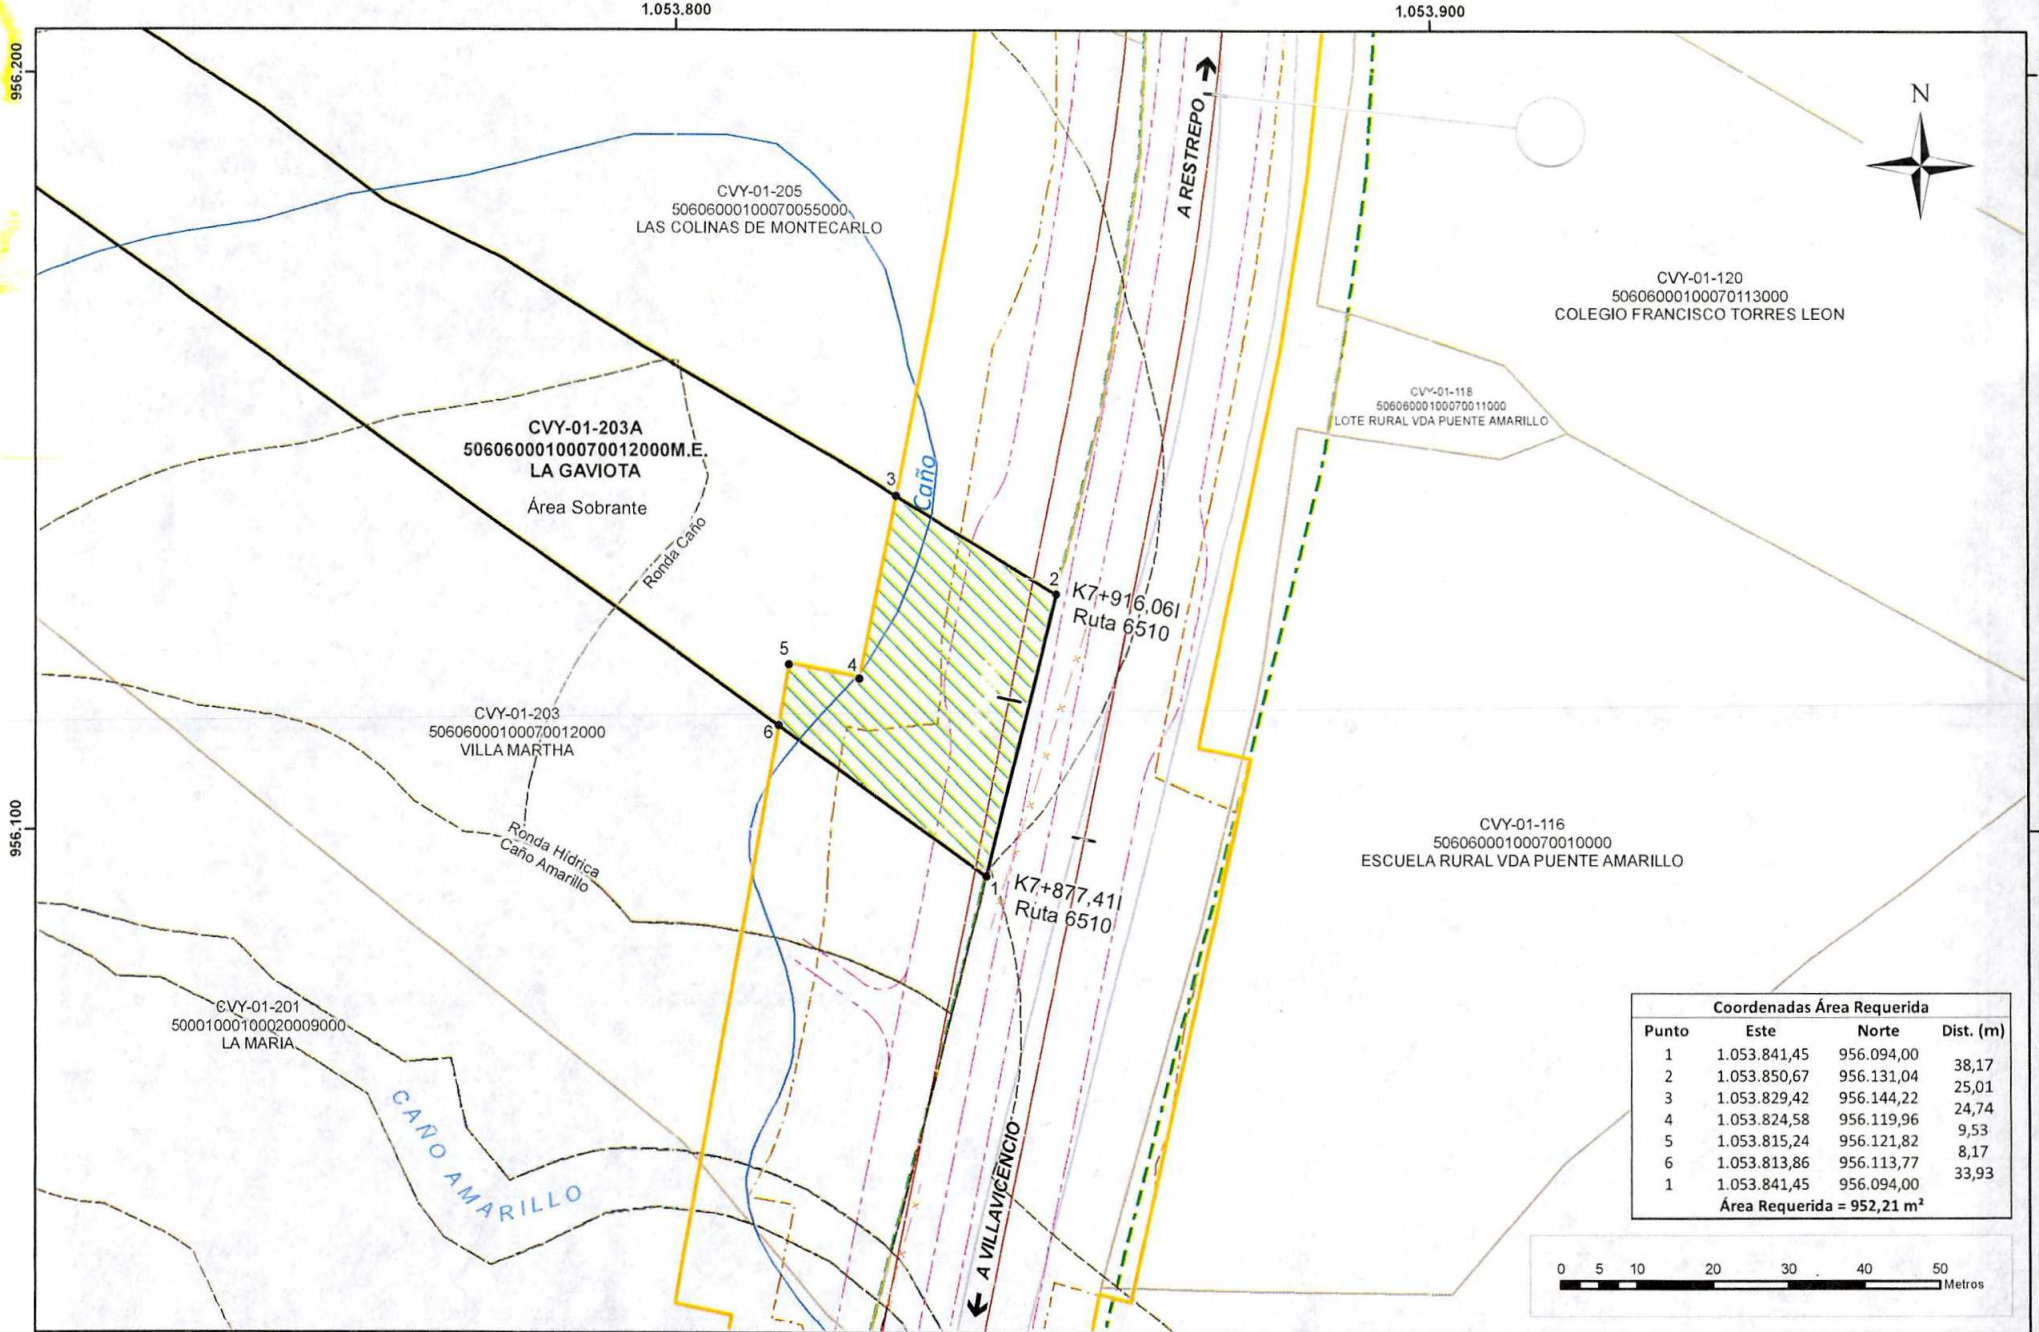 1.053.800
1.053.900
956.200
956.100
N
A RESTREPO
CVY-01-205
50606000100070055000
LAS COLINAS DE MONTECARLO
CVY-01-120
50606000100070113000
COLEGIO FRANCISCO TORRES LEON
CVY-01-118
50606000100070011000
LOTE RURAL VDA PUENTE AMARILLO
CVY-01-203A
50606000100070012000M.E.
LA GAVIOTA
Área Sobrante
Caño
Ronda Caño
3
2
K7+916,06I
Ruta 6510
5
4
6
CVY-01-203
50606000100070012000
VILLA MARTHA
Ronda Hídrica
Caño Amarillo
1
K7+877,41I
Ruta 6510
CVY-01-116
50606000100070010000
ESCUELA RURAL VDA PUENTE AMARILLO
CVY-01-201
50001000100020009000
LA MARIA
CAÑO AMARILLO
A VILLAVICENCIO
Coordenadas Área Requerida
Punto Este Norte Dist. (m)
1 1.053.841,45 956.094,00
38,17
2 1.053.850,67 956.131,04
25,01
3 1.053.829,42 956.144,22
24,74
4 1.053.824,58 956.119,96
9,53
5 1.053.815,24 956.121,82
8,17
6 1.053.813,86 956.113,77
33,93
1 1.053.841,45 956.094,00
Área Requerida = 952,21 m²
0 5 10 20 30 40 50
Metros